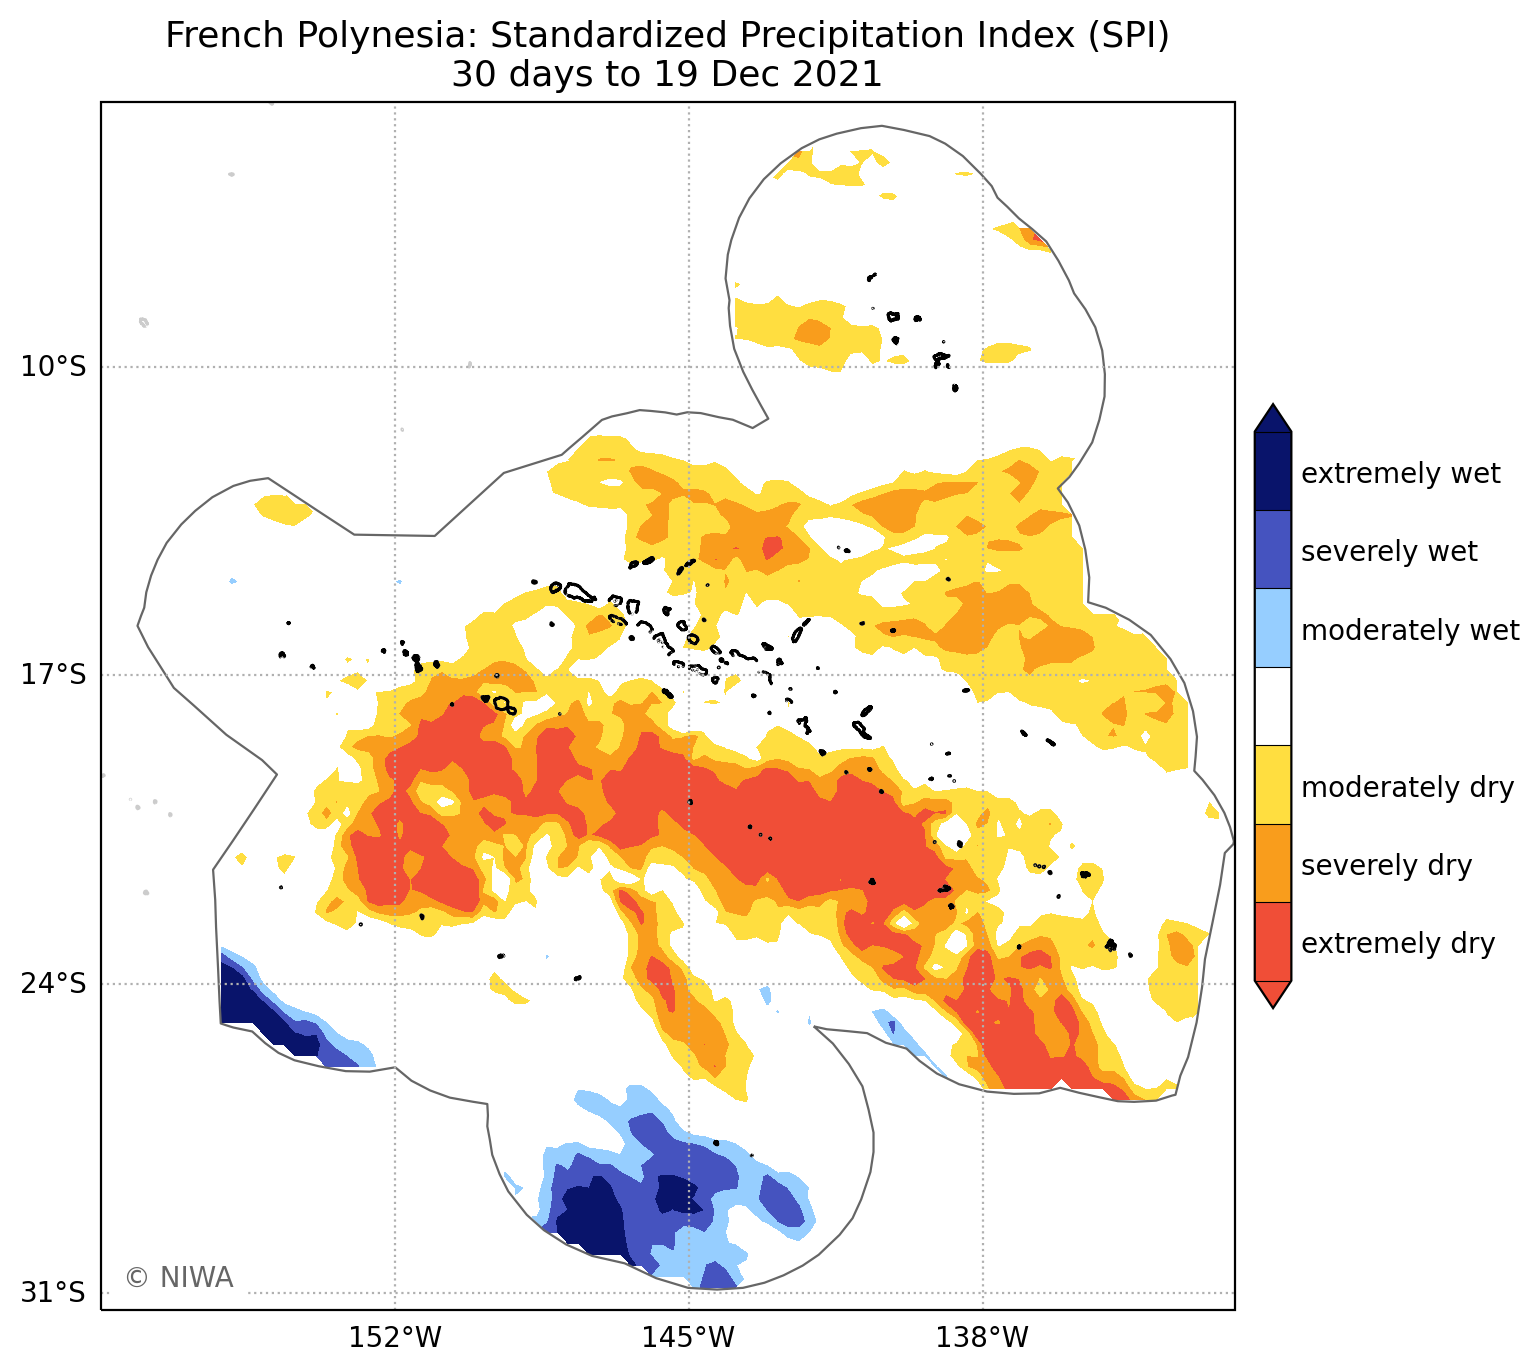 French Polynesia: Standardized Precipitation Index (SPI)
30 days to 19 Dec 2021
10°S
17°S
24°S
31°S
152°W
145°W
138°W
extremely wet
severely wet
moderately wet
moderately dry
severely dry
extremely dry
© NIWA